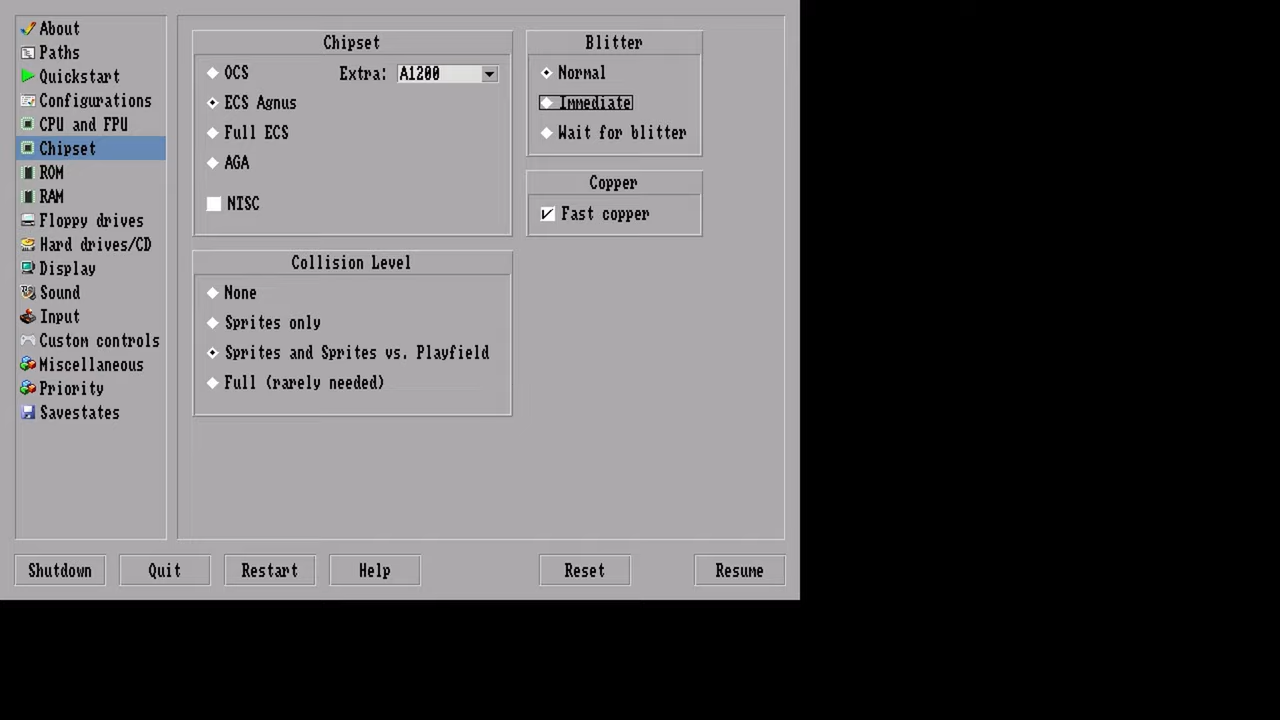 About
Paths
Quickstart
Configurations
CPU and FPU
Chipset
ROM
RAM
Floppy drives
Hard drives/CD
Display
Sound
Input
Custom controls
Miscellaneous
Priority
Savestates
Chipset
OCS
Extra: A1200
ECS Agnus
Full ECS
AGA
NTSC
Blitter
Normal
Immediate
Wait for blitter
Copper
Fast copper
Collision Level
None
Sprites only
Sprites and Sprites vs. Playfield
Full (rarely needed)
Shutdown Quit Restart Help Reset Resume